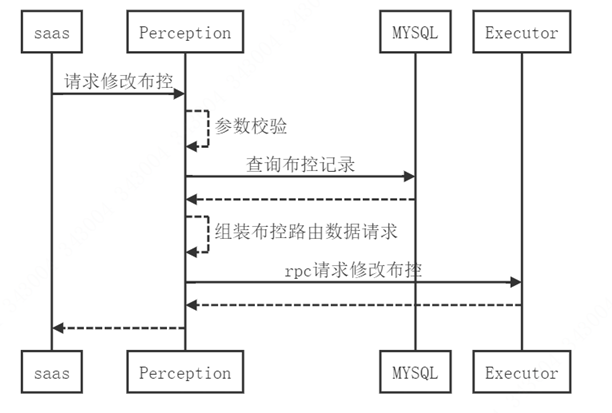 saas
Perception
MYSQL
Executor
请求修改布控
参数校验
查询布控记录
组装布控路由数据请求
rpc请求修改布控
saas
Perception
MYSQL
Executor